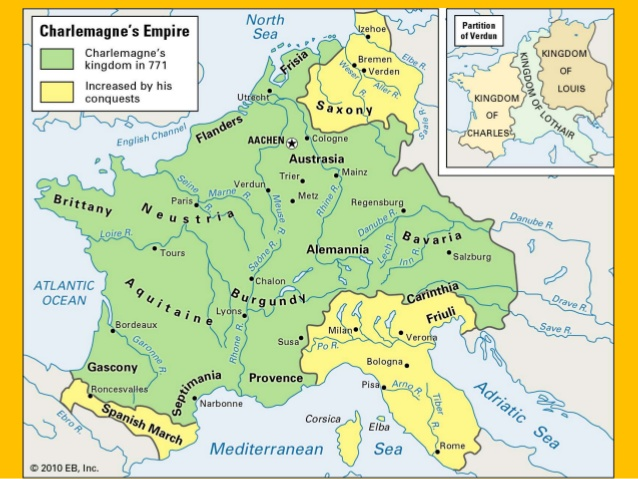 Charlemagne's Empire
Charlemagne's
kingdom in 771
Increased by his
conquests
North
Sea
Izehoe
Bremen
Verden
Elbe R.
Weser R.
Aller R.
Saxony
Saale R.
Frisia
Utrecht
Flanders
English Channel
AACHEN
Cologne
Austrasia
Trier
Mainz
Verdun
Metz
Rhine R.
Meuse R.
Marne R.
Seine R.
Paris
Brittany
Neustria
Loire R.
Tours
Regensburg
Danube R.
Danube R.
Bavaria
Lech R.
Inn R.
Salzburg
Alemannia
Saône R.
Chalon
Burgundy
Carinthia
Drave R.
Save R.
Friuli
ATLANTIC
OCEAN
Aquitaine
Lyons
Rhone R.
Bordeaux
Garonne R.
Susa
Milan
Verona
Po R.
Bologna
Gascony
Septimania
Provence
Roncesvalles
Narbonne
Spanish March
Ebro R.
Pisa
Arno R.
Tiber R.
Adriatic Sea
Corsica
Elba
Rome
Mediterranean Sea
© 2010 EB, Inc.
Partition
of Verdun
KINGDOM
OF
CHARLES
KINGDOM OF LOTHAIR
KINGDOM
OF
LOUIS